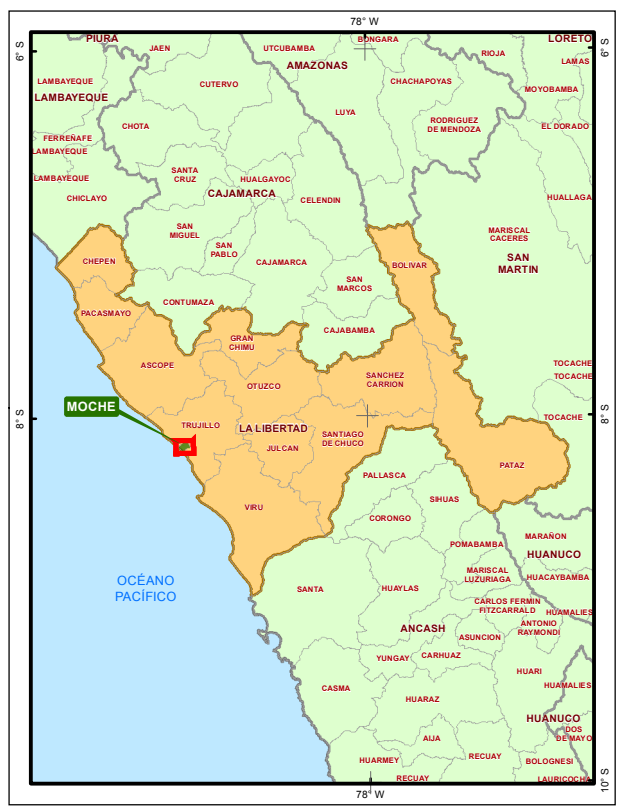 78° W
6° S
6° S
PIURA
JAEN
UTCUBAMBA
BONGARA
LORETO
RIOJA
LAMAS
AMAZONAS
LAMBAYEQUE
CUTERVO
CHACHAPOYAS
MOYOBAMBA
LAMBAYEQUE
LUYA
CHOTA
RODRIGUEZ
DE MENDOZA
EL DORADO
FERREÑAFE
LAMBAYEQUE
LAMBAYEQUE
SANTA
CRUZ
HUALGAYOC
CAJAMARCA
CELENDIN
CHICLAYO
HUALLAGA
SAN
MIGUEL
SAN
PABLO
MARISCAL
CACERES
SAN
MARTIN
CHEPEN
CAJAMARCA
BOLIVAR
SAN
MARCOS
CONTUMAZA
PACASMAYO
CAJABAMBA
GRAN
CHIMU
ASCOPE
TOCACHE
TOCACHE
SANCHEZ
CARRION
OTUZCO
MOCHE
8° S
8° S
TOCACHE
TRUJILLO
LA LIBERTAD
SANTIAGO
DE CHUCO
JULCAN
PATAZ
PALLASCA
SIHUAS
VIRU
CORONGO
MARAÑON
POMABAMBA
HUANUCO
OCÉANO
PACÍFICO
SANTA
HUAYLAS
MARISCAL
LUZURIAGA
HUACAYBAMBA
CARLOS FERMIN
FITZCARRALD
HUAMALIES
ANCASH
ANTONIO
RAYMONDI
ASUNCION
YUNGAY
CARHUAZ
HUARI
CASMA
HUAMALIES
HUARAZ
HUANUCO
DOS
DE MAYO
AIJA
HUARMEY
RECUAY
BOLOGNESI
RECUAY
LAURICOCHA
10° S
78° W